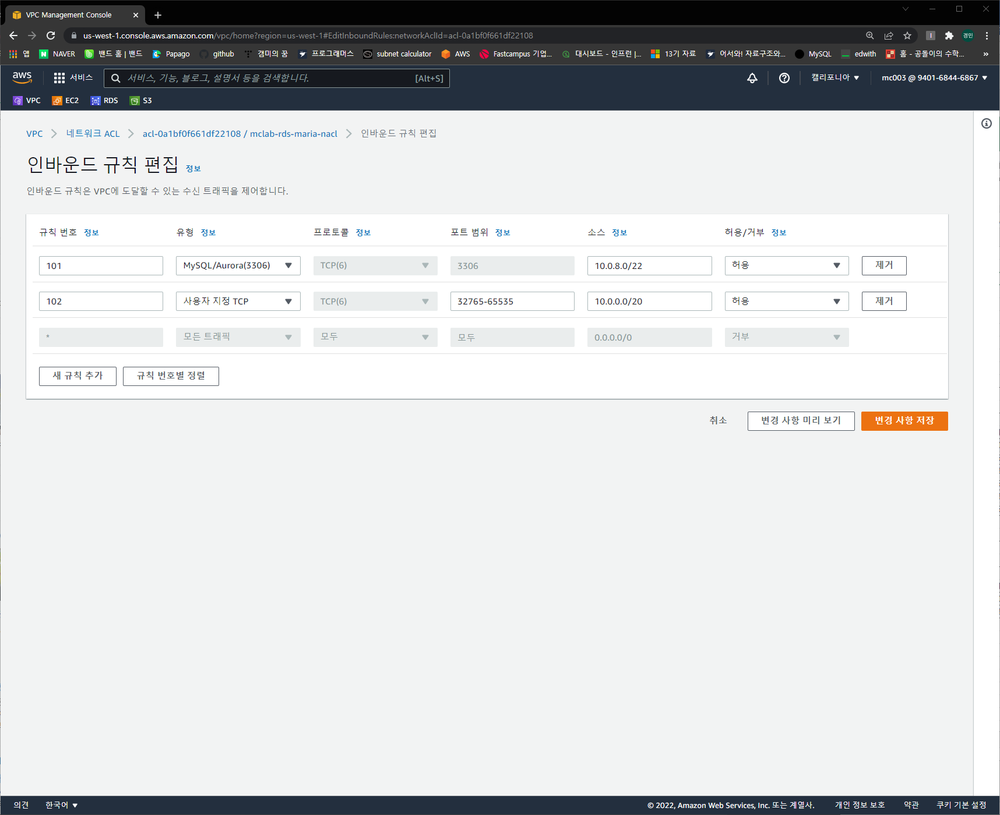 VPC Management Console
us-west-1.console.aws.amazon.com/vpc/home?region=us-west-1#EditInboundRules:networkAclId=acl-0a1bf0f661df22108
경민
앱 NAVER 밴드 홈 | 밴드 Papago github 캠미의 꿈 프로그래머스 subnet calculator AWS Fastcampus 기업... 대시보드 - 인프런 |... 13기 자료 어서와! 자료구조와... MySQL edwith 홈 - 공돌이의 수학... »
aws 서비스 서비스, 기능, 블로그, 설명서 등을 검색합니다. [Alt+S] 캘리포니아 mc003 @ 9401-6844-6867
VPC EC2 RDS S3
VPC 네트워크 ACL acl-0a1bf0f661df22108 / mclab-rds-maria-nacl 인바운드 규칙 편집
인바운드 규칙 편집 정보
인바운드 규칙은 VPC에 도달할 수 있는 수신 트래픽을 제어합니다.
규칙 번호 정보 유형 정보 프로토콜 정보 포트 범위 정보 소스 정보 허용/거부 정보
101 MySQL/Aurora(3306) TCP(6) 3306 10.0.8.0/22 허용 제거
102 사용자 지정 TCP TCP(6) 32765-65535 10.0.0.0/20 허용 제거
* 모든 트래픽 모두 모두 0.0.0.0/0 거부
새 규칙 추가 규칙 번호별 정렬
취소 변경 사항 미리 보기 변경 사항 저장
의견 한국어 © 2022, Amazon Web Services, Inc. 또는 계열사. 개인 정보 보호 약관 쿠키 기본 설정